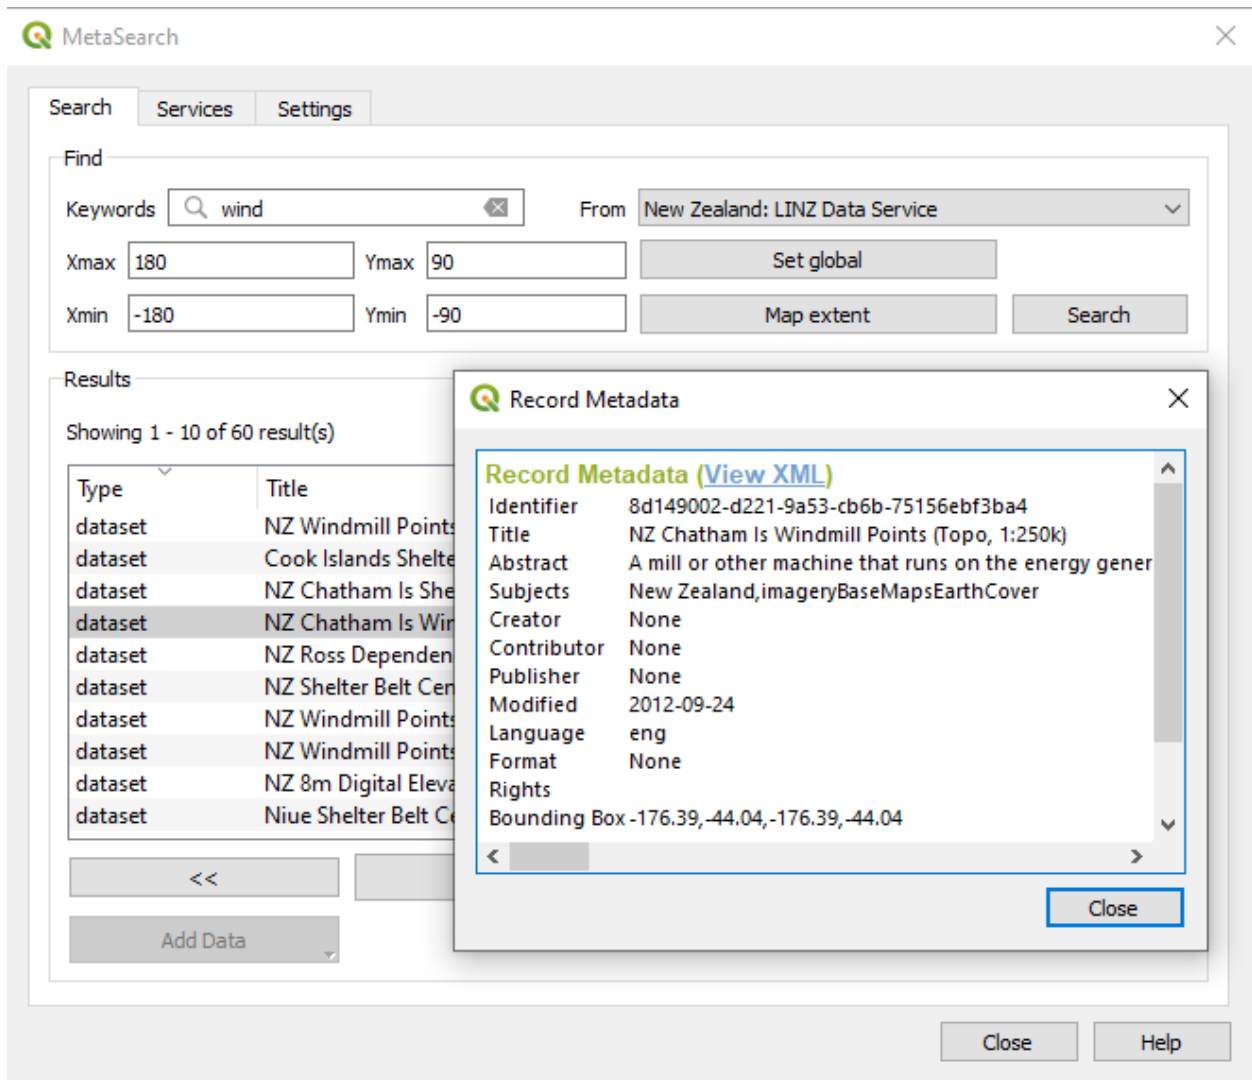 MetaSearch
Search Services Settings
Find
Keywords wind From New Zealand: LINZ Data Service
Xmax 180 Ymax 90 Set global
Xmin -180 Ymin -90 Map extent Search
Results
Showing 1 - 10 of 60 result(s)
Type Title
dataset NZ Windmill Points
dataset Cook Islands Shelte
dataset NZ Chatham Is She
dataset NZ Chatham Is Wir
dataset NZ Ross Dependen
dataset NZ Shelter Belt Cen
dataset NZ Windmill Points
dataset NZ Windmill Points
dataset NZ 8m Digital Eleva
dataset Niue Shelter Belt Ce
<<
Add Data
Record Metadata
Record Metadata (View XML)
Identifier 8d149002-d221-9a53-cb6b-75156ebf3ba4
Title NZ Chatham Is Windmill Points (Topo, 1:250k)
Abstract A mill or other machine that runs on the energy gener
Subjects New Zealand,imageryBaseMapsEarthCover
Creator None
Contributor None
Publisher None
Modified 2012-09-24
Language eng
Format None
Rights
Bounding Box -176.39,-44.04,-176.39,-44.04
Close
Close Help